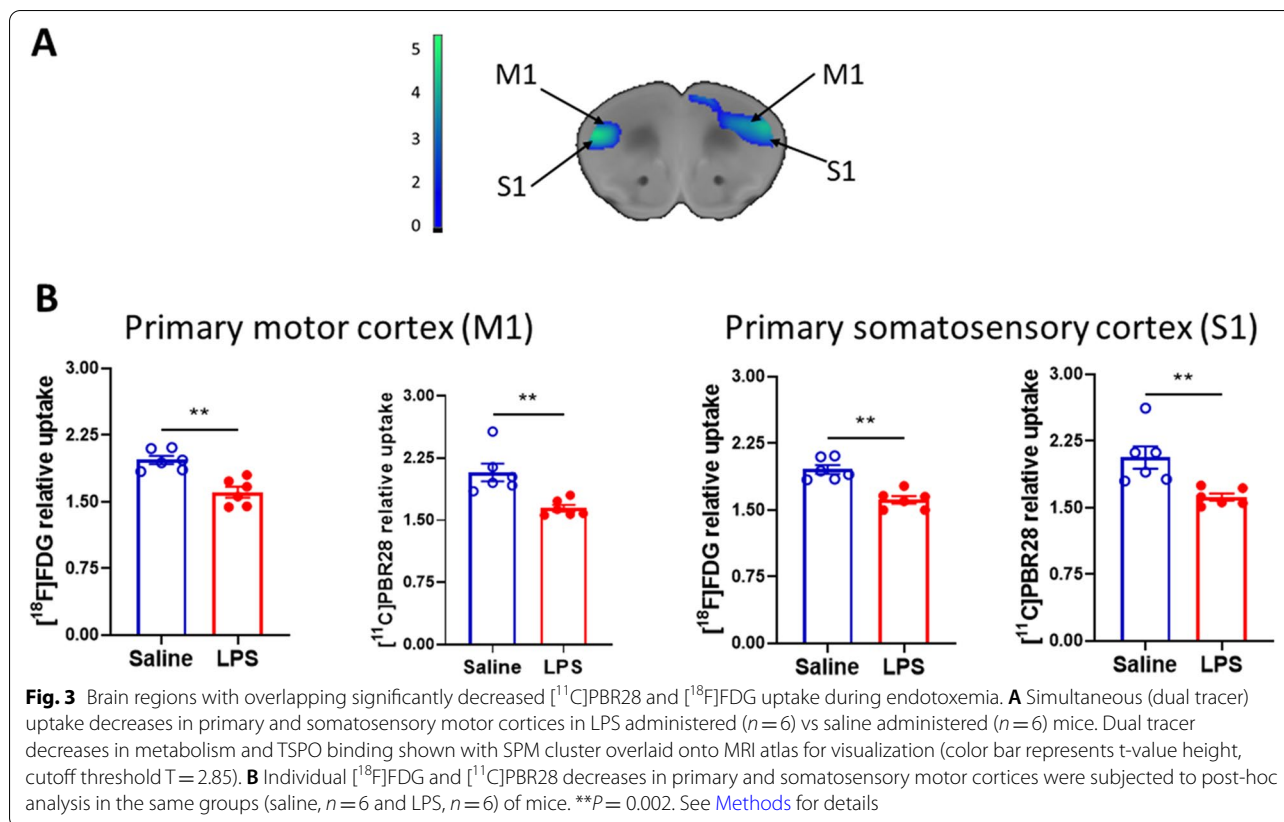 A
5
4
3
2
0
M1
M1
S1
S1
B
Primary motor cortex (M1)
Primary somatosensory cortex (S1)
[¹⁸F]FDG relative uptake
3.00
2.25
1.50
0.75
0.00
**
Saline
LPS
[¹¹C]PBR28 relative uptake
3.00
2.25
1.50
0.75
0.00
**
Saline
LPS
[¹⁸F]FDG relative uptake
3.00
2.25
1.50
0.75
0.00
**
Saline
LPS
[¹¹C]PBR28 relative uptake
3.00
2.25
1.50
0.75
0.00
**
Saline
LPS
Fig. 3 Brain regions with overlapping significantly decreased [¹¹C]PBR28 and [¹⁸F]FDG uptake during endotoxemia. A Simultaneous (dual tracer)
uptake decreases in primary and somatosensory motor cortices in LPS administered (n = 6) vs saline administered (n = 6) mice. Dual tracer
decreases in metabolism and TSPO binding shown with SPM cluster overlaid onto MRI atlas for visualization (color bar represents t-value height,
cutoff threshold T = 2.85). B Individual [¹⁸F]FDG and [¹¹C]PBR28 decreases in primary and somatosensory motor cortices were subjected to post-hoc
analysis in the same groups (saline, n = 6 and LPS, n = 6) of mice. **P = 0.002. See Methods for details